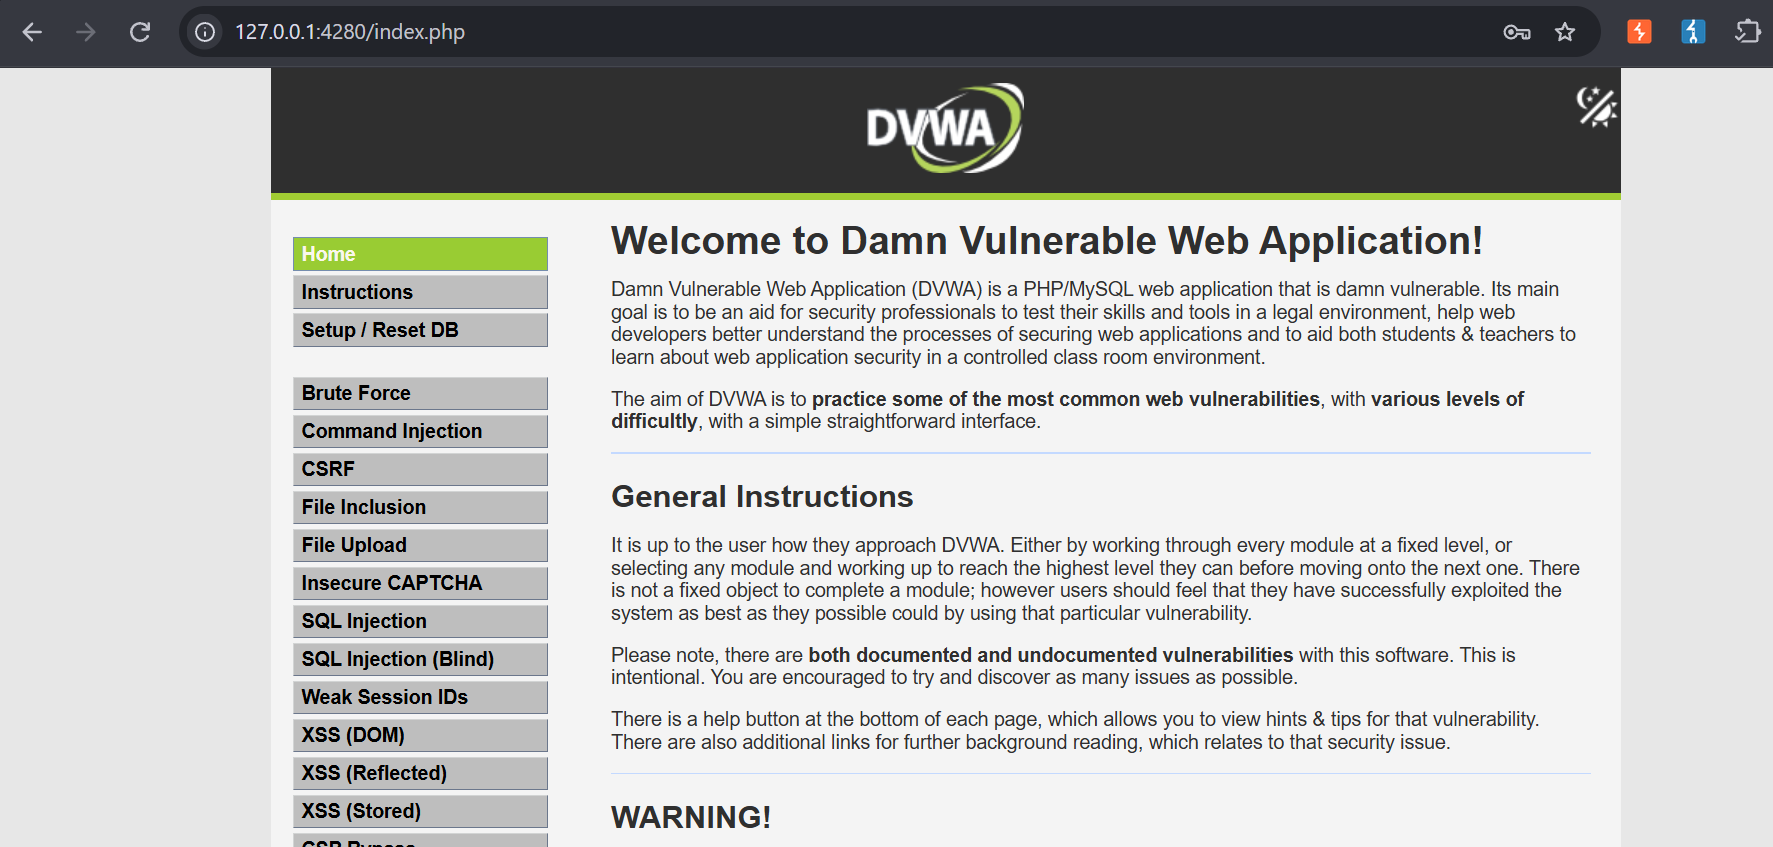 127.0.0.1:4280/index.php
DVWA
Home
Instructions
Setup / Reset DB
Brute Force
Command Injection
CSRF
File Inclusion
File Upload
Insecure CAPTCHA
SQL Injection
SQL Injection (Blind)
Weak Session IDs
XSS (DOM)
XSS (Reflected)
XSS (Stored)
CSP Bypass
Welcome to Damn Vulnerable Web Application!
Damn Vulnerable Web Application (DVWA) is a PHP/MySQL web application that is damn vulnerable. Its main
goal is to be an aid for security professionals to test their skills and tools in a legal environment, help web
developers better understand the processes of securing web applications and to aid both students & teachers to
learn about web application security in a controlled class room environment.
The aim of DVWA is to practice some of the most common web vulnerabilities, with various levels of
difficultly, with a simple straightforward interface.
General Instructions
It is up to the user how they approach DVWA. Either by working through every module at a fixed level, or
selecting any module and working up to reach the highest level they can before moving onto the next one. There
is not a fixed object to complete a module; however users should feel that they have successfully exploited the
system as best as they possible could by using that particular vulnerability.
Please note, there are both documented and undocumented vulnerabilities with this software. This is
intentional. You are encouraged to try and discover as many issues as possible.
There is a help button at the bottom of each page, which allows you to view hints & tips for that vulnerability.
There are also additional links for further background reading, which relates to that security issue.
WARNING!